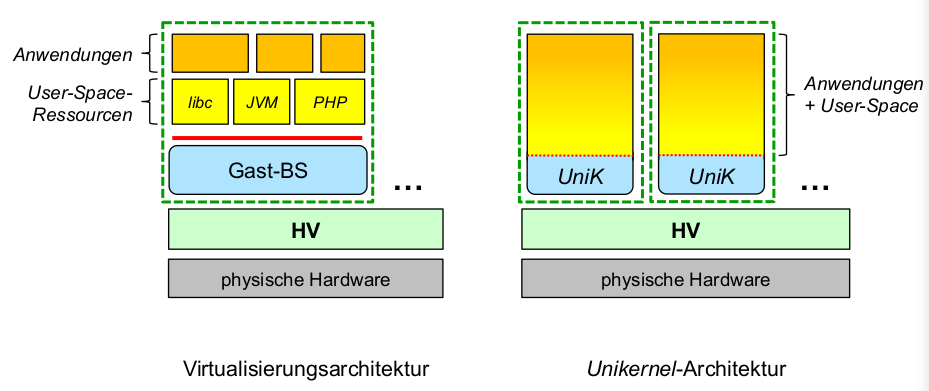 Anwendungen
User-Space-
Ressourcen
libc
JVM
PHP
Gast-BS
...
HV
physische Hardware
Virtualisierungsarchitektur
Anwendungen
+ User-Space
UniK
UniK
...
HV
physische Hardware
Unikernel-Architektur